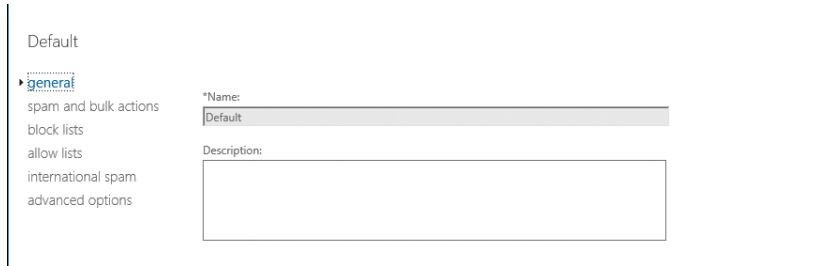 Default
general
spam and bulk actions
block lists
allow lists
international spam
advanced options
*Name:
Default
Description: